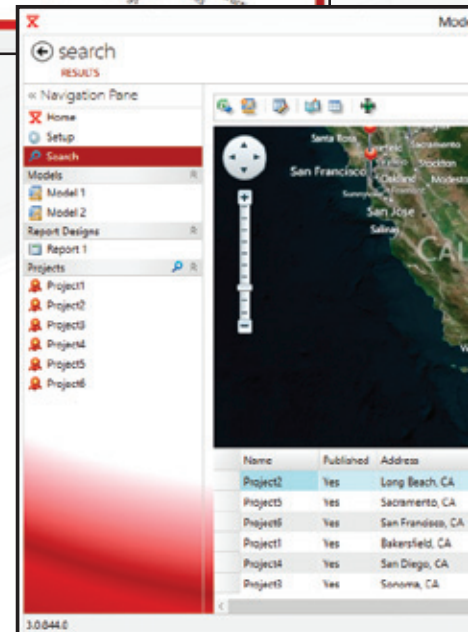 Mode
search
RESULTS
« Navigation Pane
Home
Setup
Search
Models
Model 1
Model 2
Report Designs
Report 1
Projects
Project1
Project2
Project3
Project4
Project5
Project6
Santa Rosa
Sacramento
San Francisco
Stockton
Oakland
Modesto
San Jose
Salinas
CAL
Name Published Address
Project2 Yes Long Beach, CA
Project5 Yes Sacramento, CA
Project6 Yes San Francisco, CA
Project1 Yes Bakersfield, CA
Project4 Yes San Diego, CA
Project3 Yes Sonoma, CA
3.0.844.0